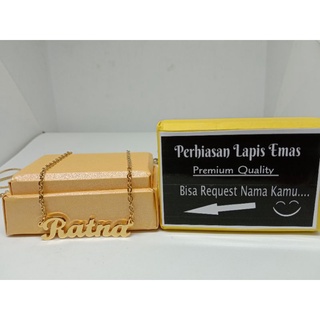 Ratna
Perhiasan Lapis Emas
Premium Quality
Bisa Request Nama Kamu....